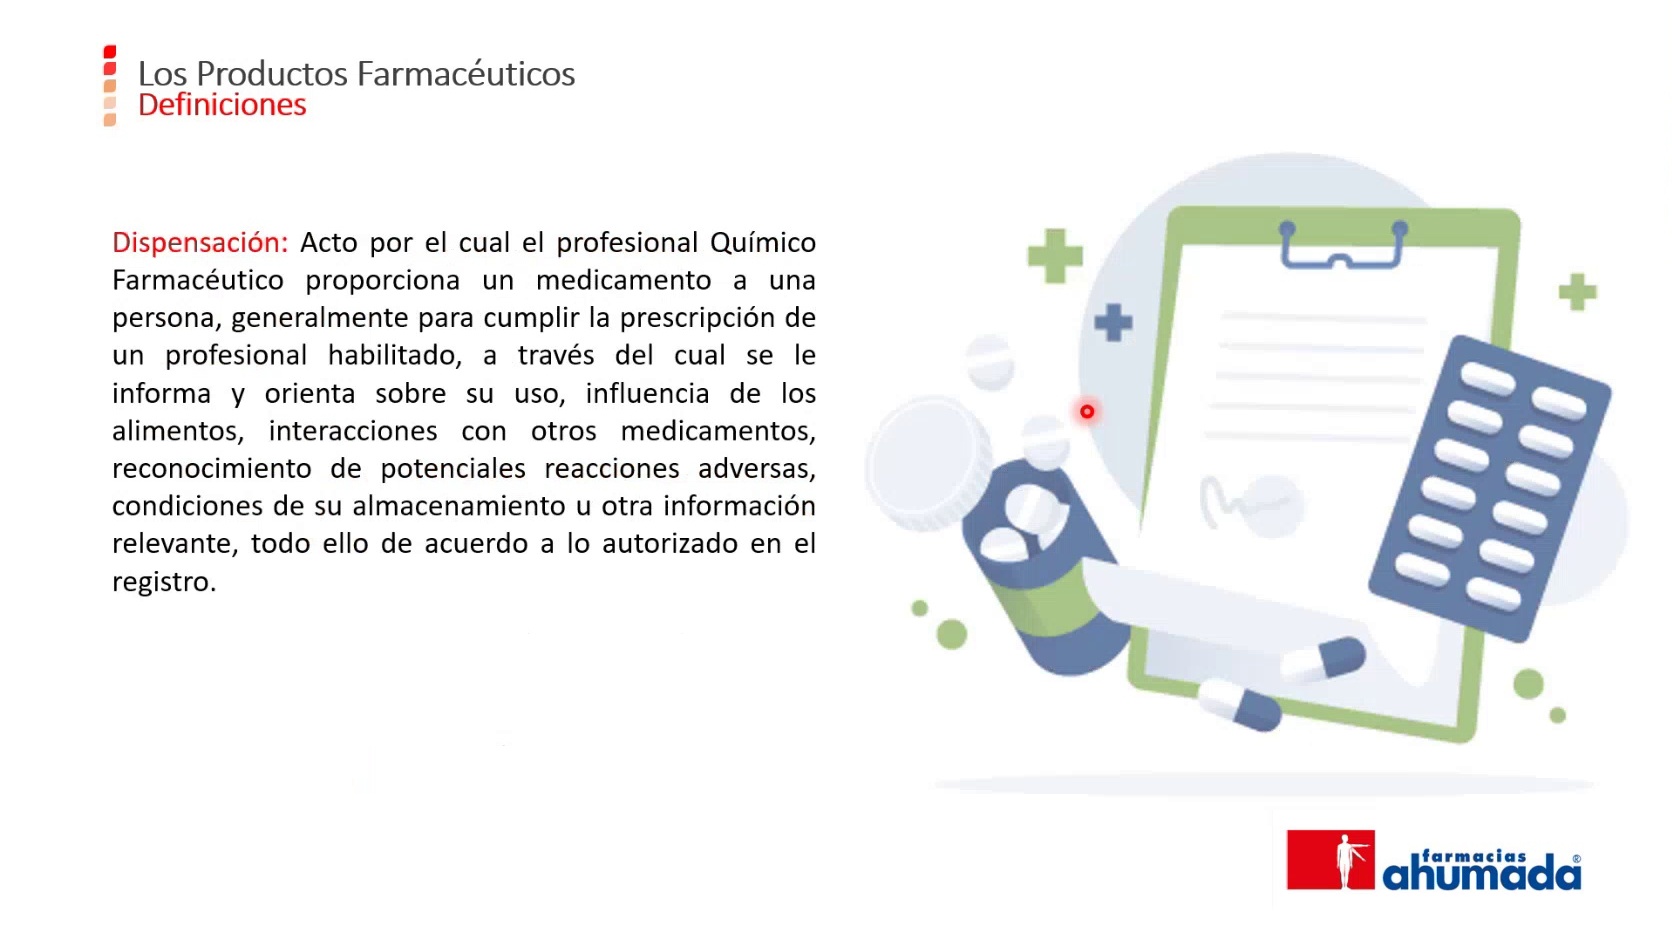 Los Productos Farmacéuticos
Definiciones
Dispensación: Acto por el cual el profesional Químico
Farmacéutico proporciona un medicamento a una
persona, generalmente para cumplir la prescripción de
un profesional habilitado, a través del cual se le
informa y orienta sobre su uso, influencia de los
alimentos, interacciones con otros medicamentos,
reconocimiento de potenciales reacciones adversas,
condiciones de su almacenamiento u otra información
relevante, todo ello de acuerdo a lo autorizado en el
registro.
farmacias
ahumada®